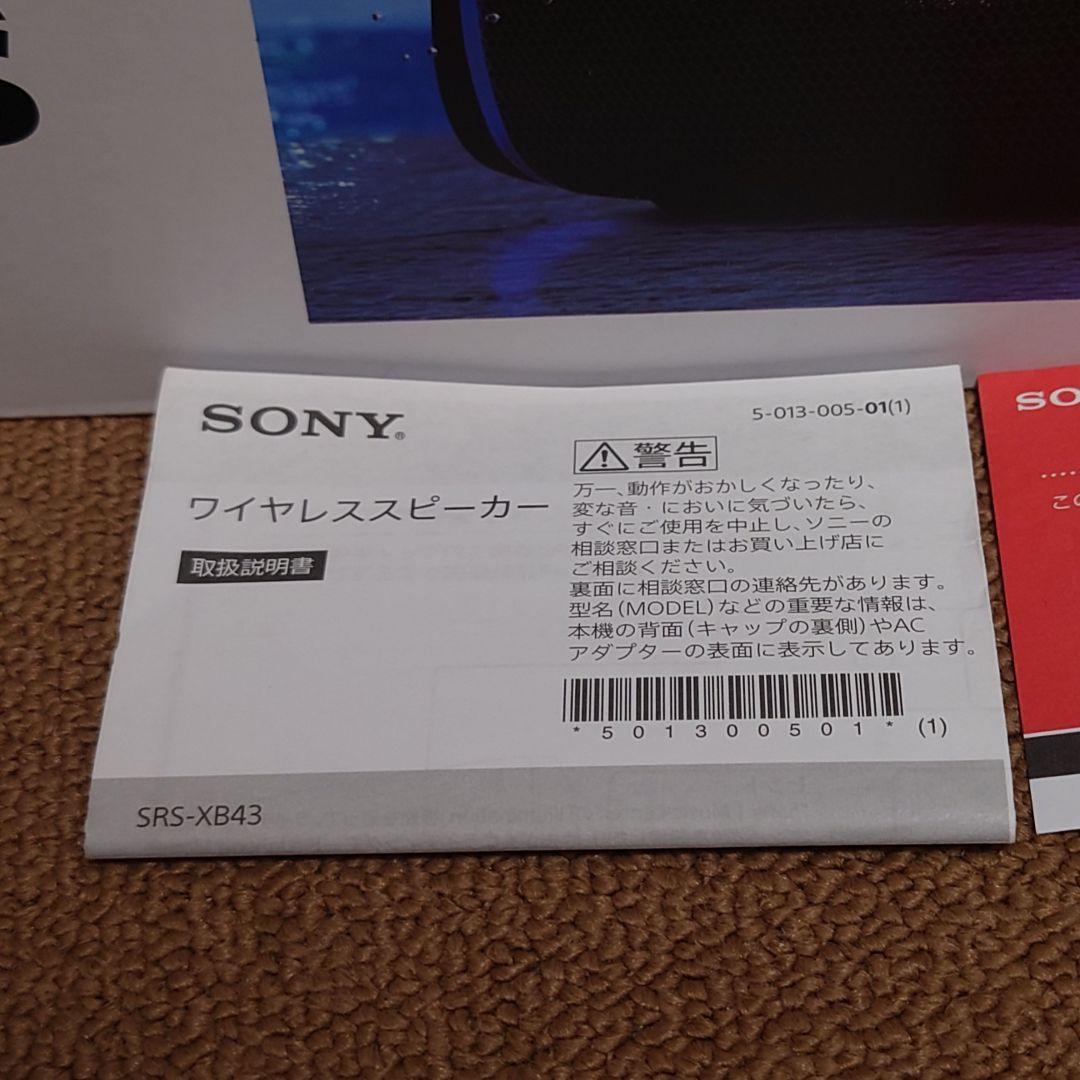 SONY®
5-013-005-01(1)
ワイヤレススピーカー
取扱説明書
警告
万一、動作がおかしくなったり、
変な音・においに気づいたら、
すぐにご使用を中止し、ソニーの
相談窓口またはお買い上げ店に
ご相談ください。
裏面に相談窓口の連絡先があります。
型名(MODEL)などの重要な情報は、
本機の背面(キャップの裏側)やAC
アダプターの表面に表示してあります。
*501300501* (1)
SRS-XB43
SO
この